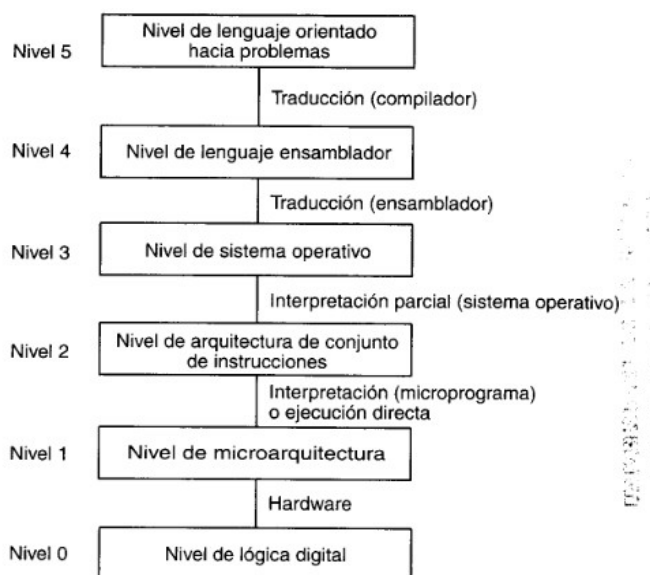 Nivel de lenguaje orientado
hacia problemas
Nivel 5
Traducción (compilador)
Nivel 4
Nivel de lenguaje ensamblador
Traducción (ensamblador)
Nivel 3
Nivel de sistema operativo
Interpretación parcial (sistema operativo)
Nivel 2
Nivel de arquitectura de conjunto
de instrucciones
Interpretación (microprograma)
o ejecución directa
Nivel 1
Nivel de microarquitectura
Hardware
Nivel 0
Nivel de lógica digital